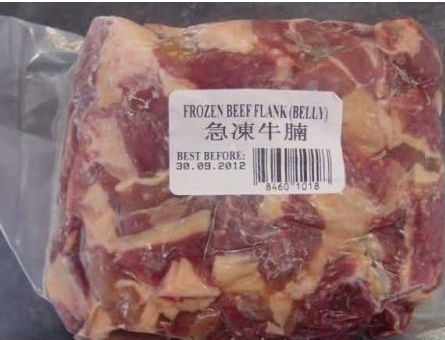 FROZEN BEEF FLANK (BELLY)
急凍牛腩
BEST BEFORE:
30.09.2012
8460 1018